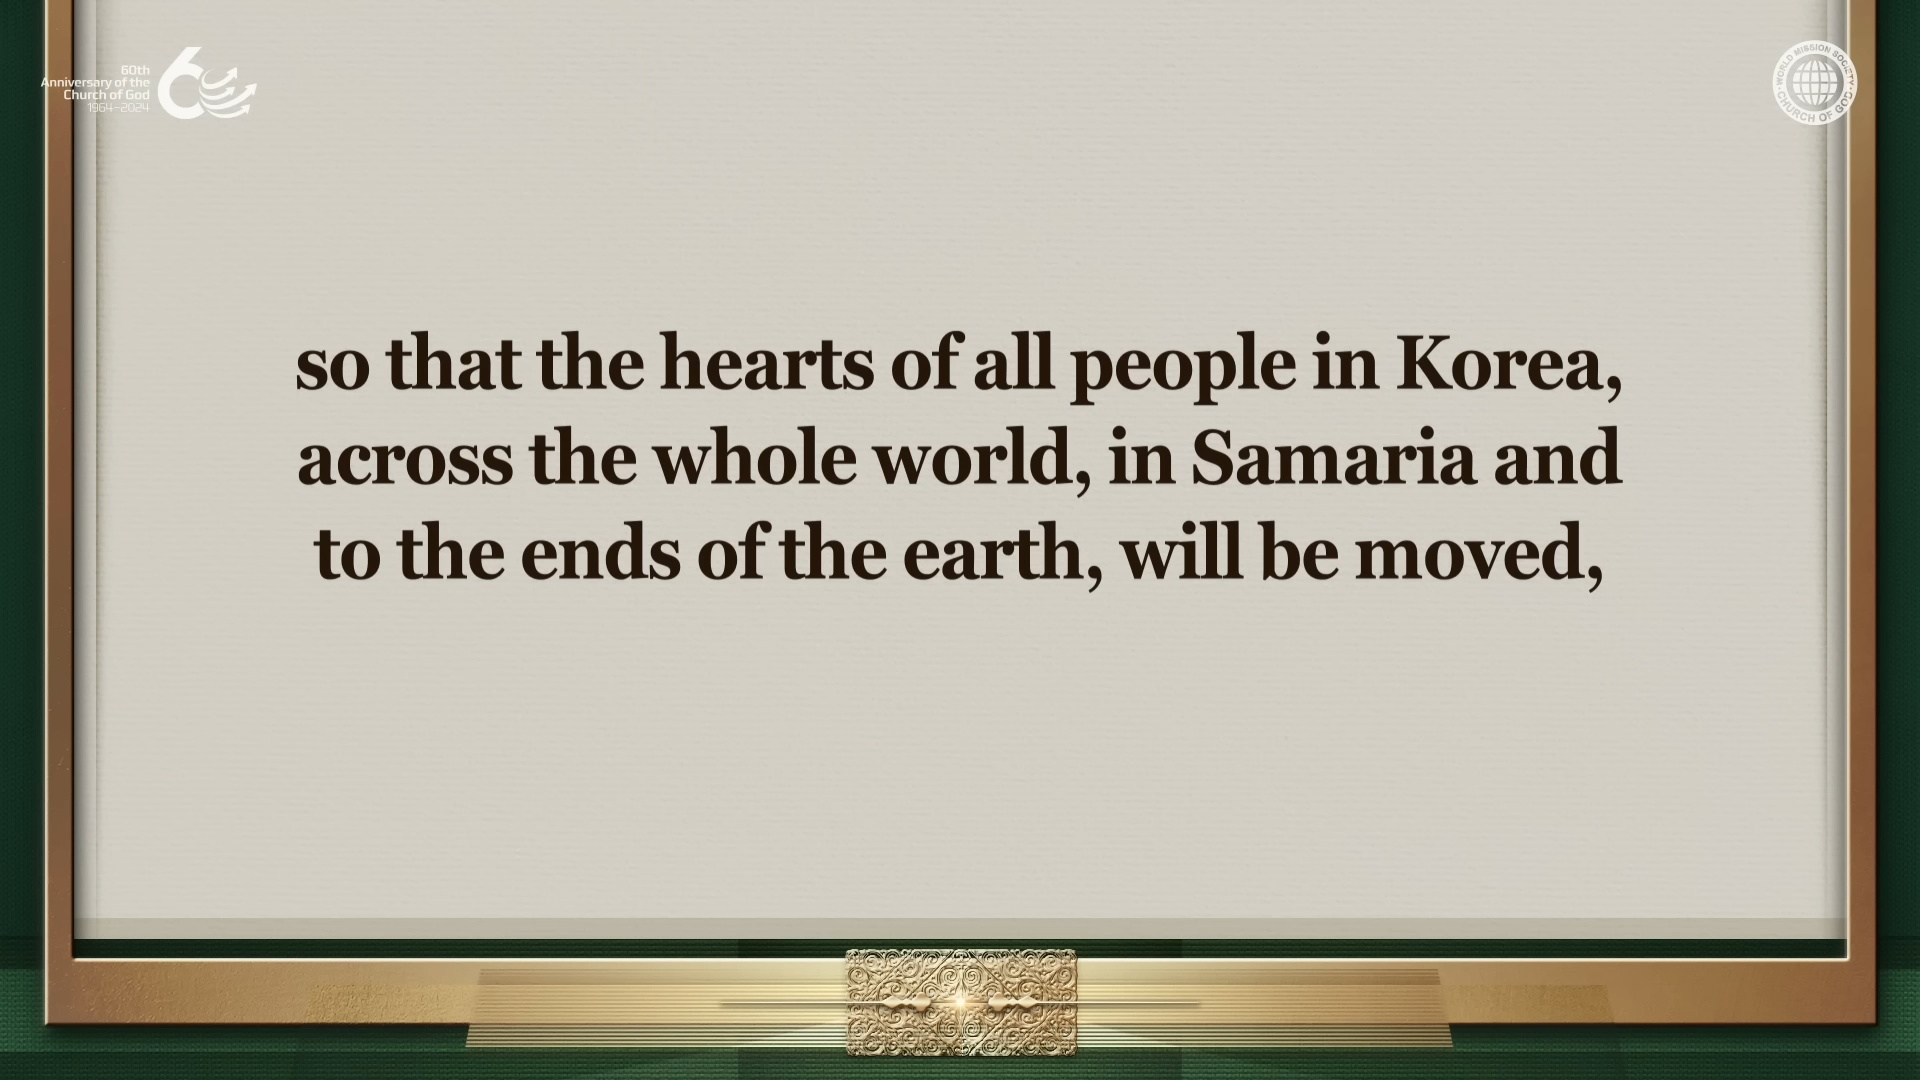 60th
Anniversary of the
Church of God
1964–2024
60
WORLD MISSION SOCIETY
CHURCH OF GOD
so that the hearts of all people in Korea,
across the whole world, in Samaria and
to the ends of the earth, will be moved,